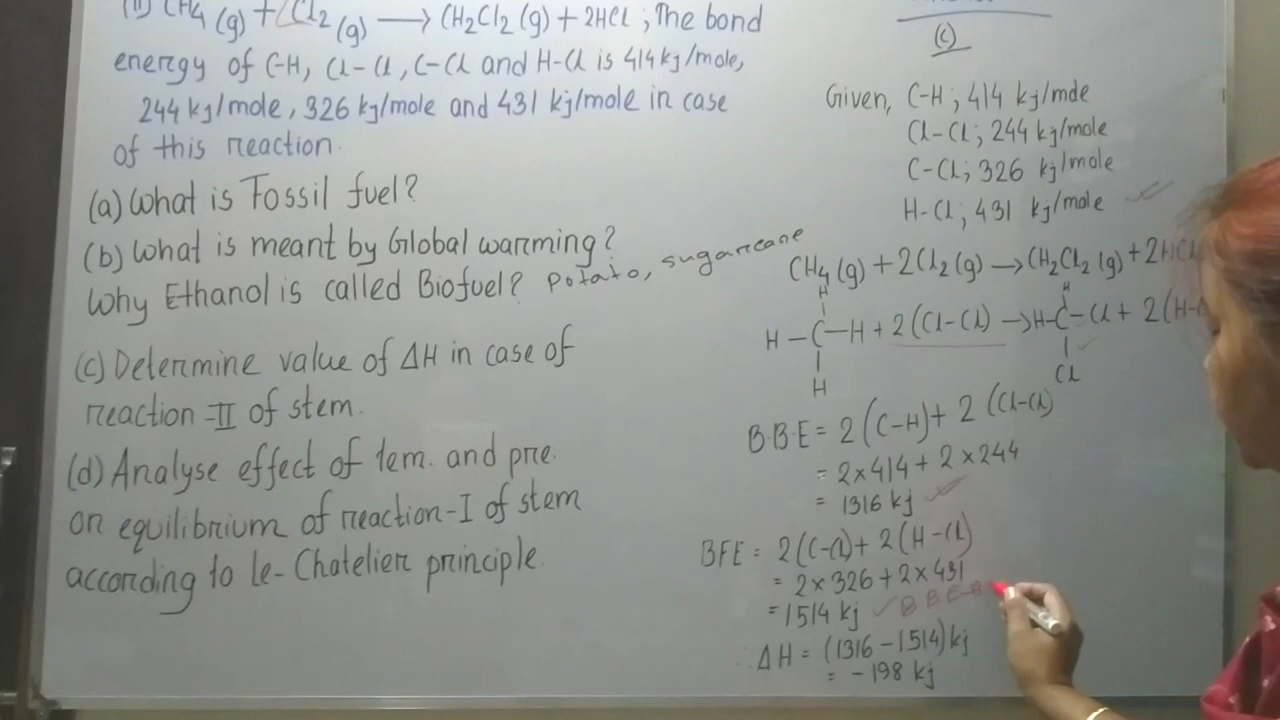 (ii) CH4 (g) + Cl2 (g) ⟶ CH2Cl2 (g) + 2HCl ; The bond
energy of C-H, Cl-Cl, C-Cl and H-Cl is 414 kj/mole,
244 kj/mole, 326 kj/mole and 431 kj/mole in case
of this reaction.
(a) What is Fossil fuel?
(b) What is meant by Global warming?
Why Ethanol is called Biofuel? Potato, sugarcane
(c) Determine value of ΔH in case of
reaction-II of stem.
(d) Analyse effect of tem. and pre.
on equilibrium of reaction-I of stem
according to Le-Chatelier principle.
(c)
Given, C-H; 414 kj/mole
Cl-Cl; 244 kj/mole
C-Cl; 326 kj/mole
H-Cl; 431 kj/mole
CH4(g) + 2Cl2(g) → CH2Cl2(g) + 2HCl
H H
H-C-H + 2(Cl-Cl) → H-C-Cl + 2(H-
H Cl
B.B.E = 2(C-H) + 2(Cl-Cl)
= 2×414 + 2×244
= 1316 kj
BFE = 2(C-Cl) + 2(H-Cl)
= 2×326 + 2×431
= 1514 kj BBE-B
∴ ΔH = (1316 - 1514) kj
= -198 kj